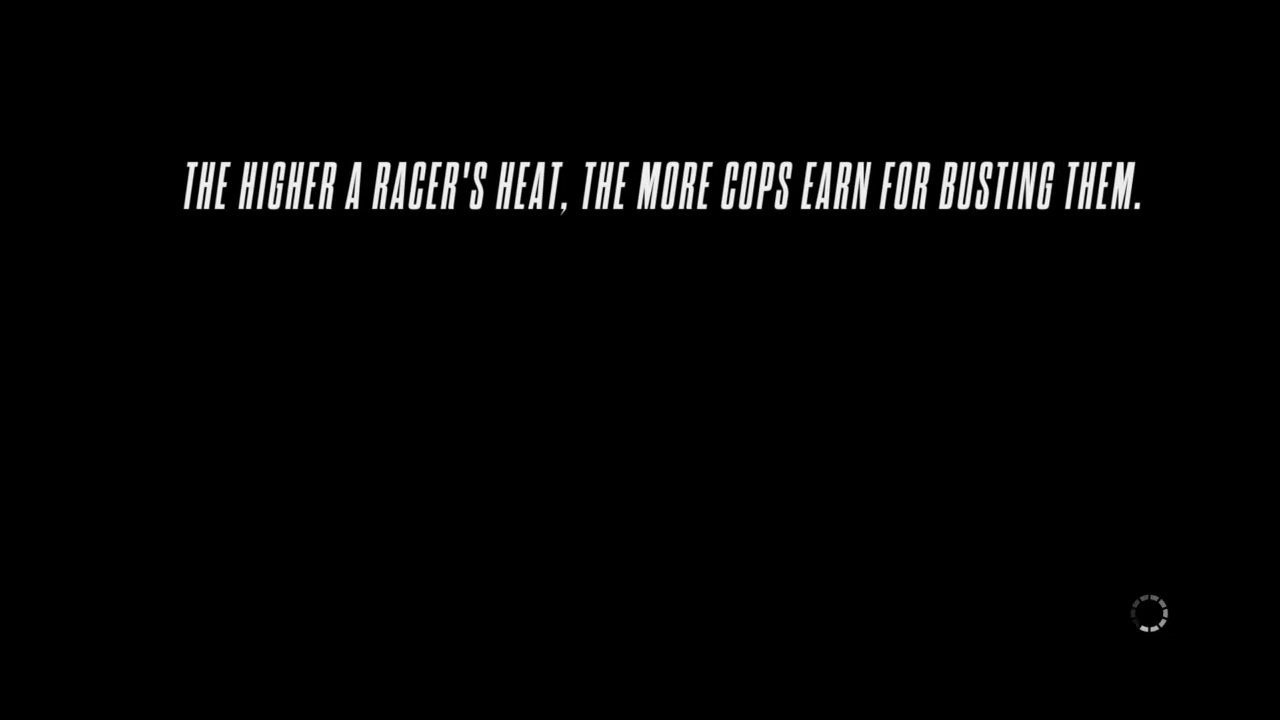 THE HIGHER A RACER'S HEAT, THE MORE COPS EARN FOR BUSTING THEM.